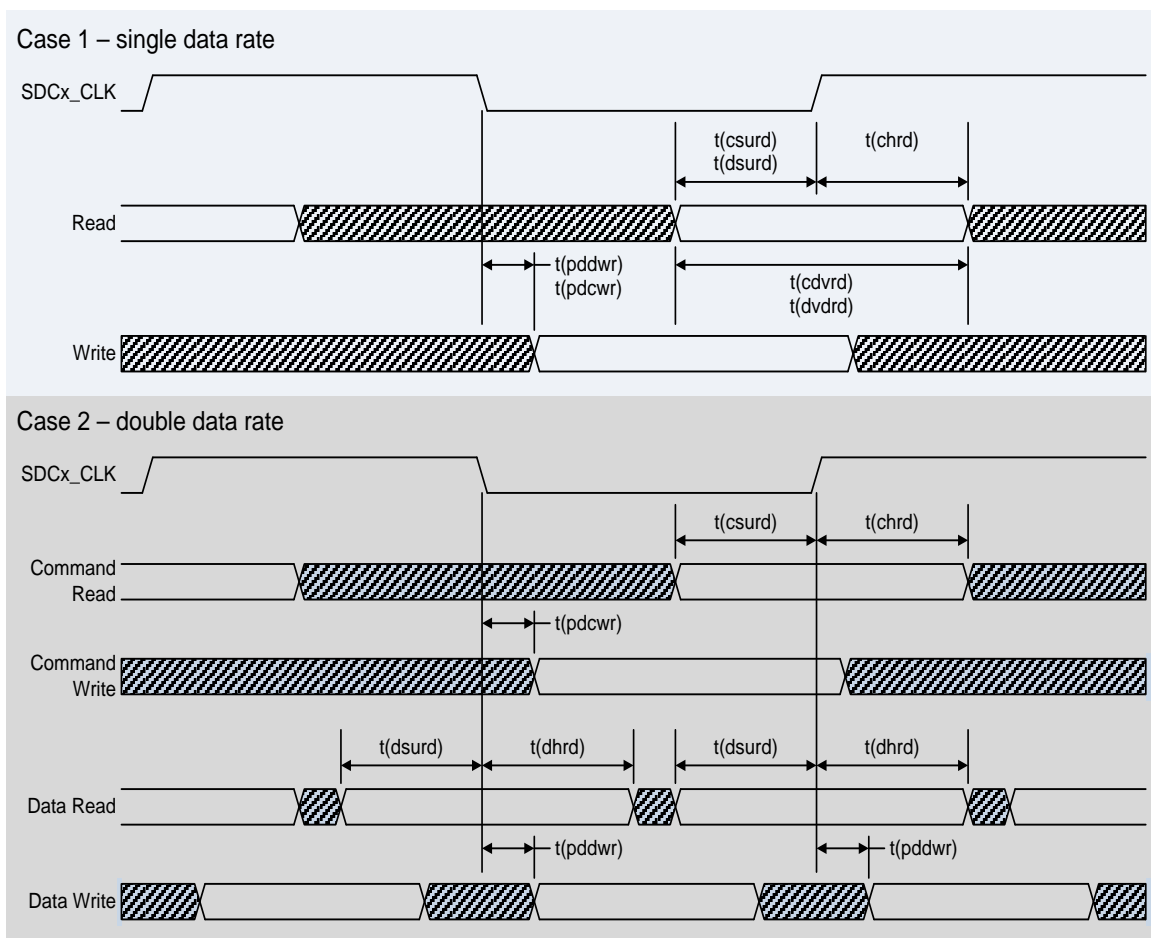 Case 1 – single data rate
SDCx_CLK
t(csurd)
t(dsurd)
t(chrd)
Read
t(pddwr)
t(pdcwr)
t(cdvrd)
t(dvdrd)
Write
Case 2 – double data rate
SDCx_CLK
t(csurd)
t(chrd)
Command
Read
t(pdcwr)
Command
Write
t(dsurd)
t(dhrd)
t(dsurd)
t(dhrd)
Data Read
t(pddwr)
t(pddwr)
Data Write